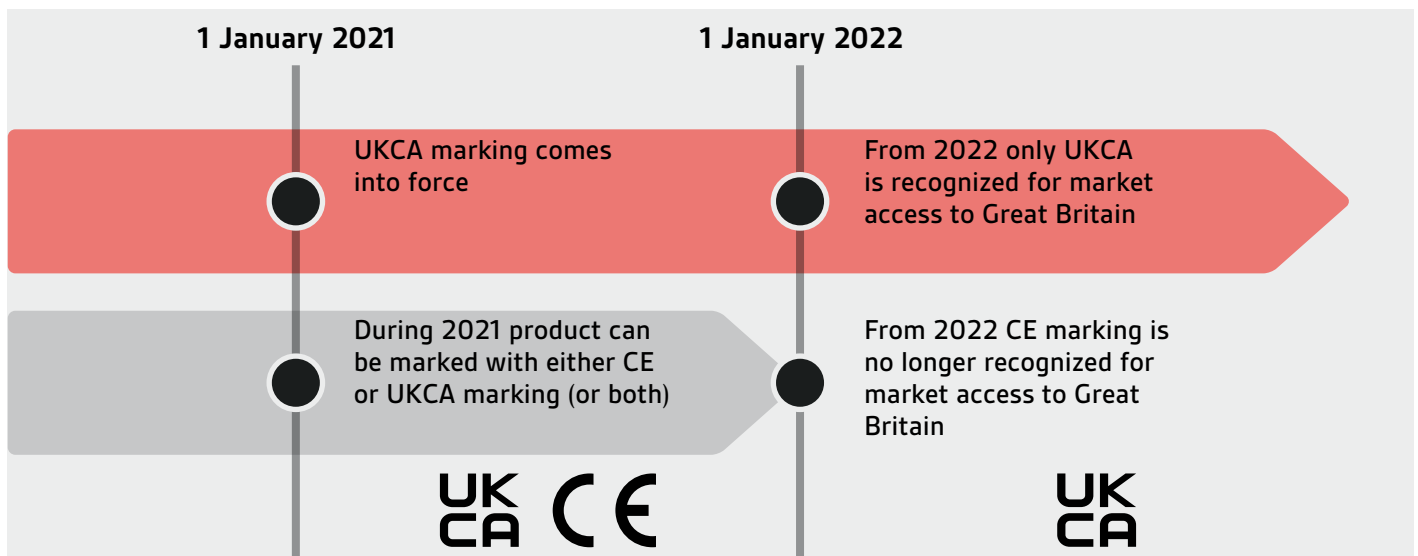 1 January 2021
1 January 2022
UKCA marking comes
into force
From 2022 only UKCA
is recognized for market
access to Great Britain
During 2021 product can
be marked with either CE
or UKCA marking (or both)
From 2022 CE marking is
no longer recognized for
market access to Great
Britain
UK
CA
CE
UK
CA